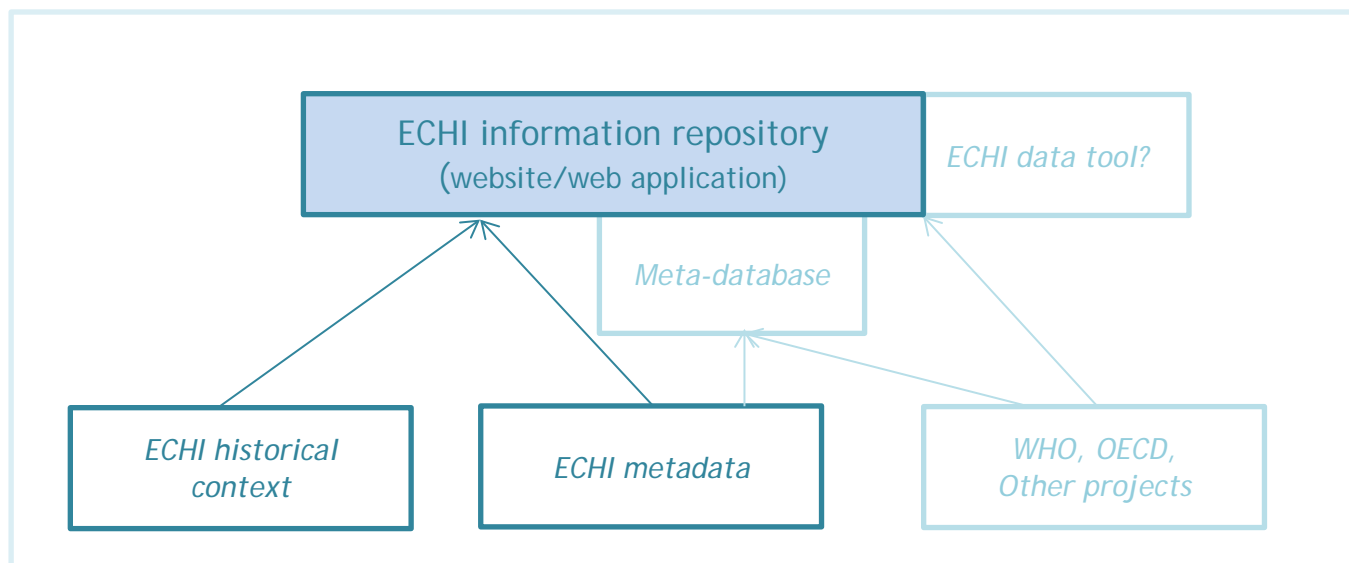 ECHI information repository
(website/web application)
ECHI data tool?
Meta-database
ECHI historical
context
ECHI metadata
WHO, OECD,
Other projects